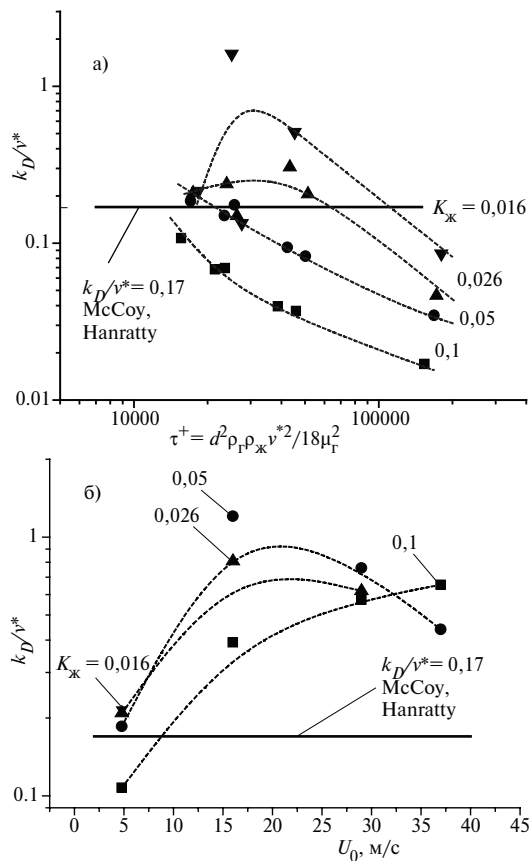 а)
1
0.1
0.01
k_D/v*
K_ж = 0,016
0,026
0,05
0,1
k_D/v* = 0,17
McCoy,
Hanratty
10000
100000
τ⁺ = d²ρ_гρ_жv*²/18μ_г²
б)
0,05
0,026
0,1
1
0.1
k_D/v*
K_ж = 0,016
k_D/v* = 0,17
McCoy,
Hanratty
0 5 10 15 20 25 30 35 40 45
U₀, м/с